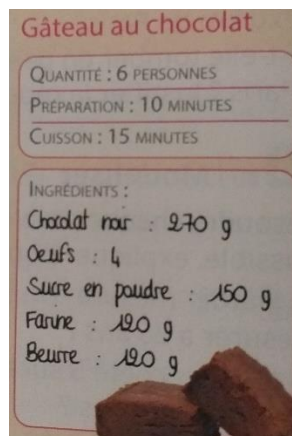 Gâteau au chocolat
QUANTITÉ : 6 PERSONNES
PRÉPARATION : 10 MINUTES
CUISSON : 15 MINUTES
INGRÉDIENTS :
Chocolat noir : 270 g
Oeufs : 4
Sucre en poudre : 150 g
Farine : 120 g
Beurre : 120 g